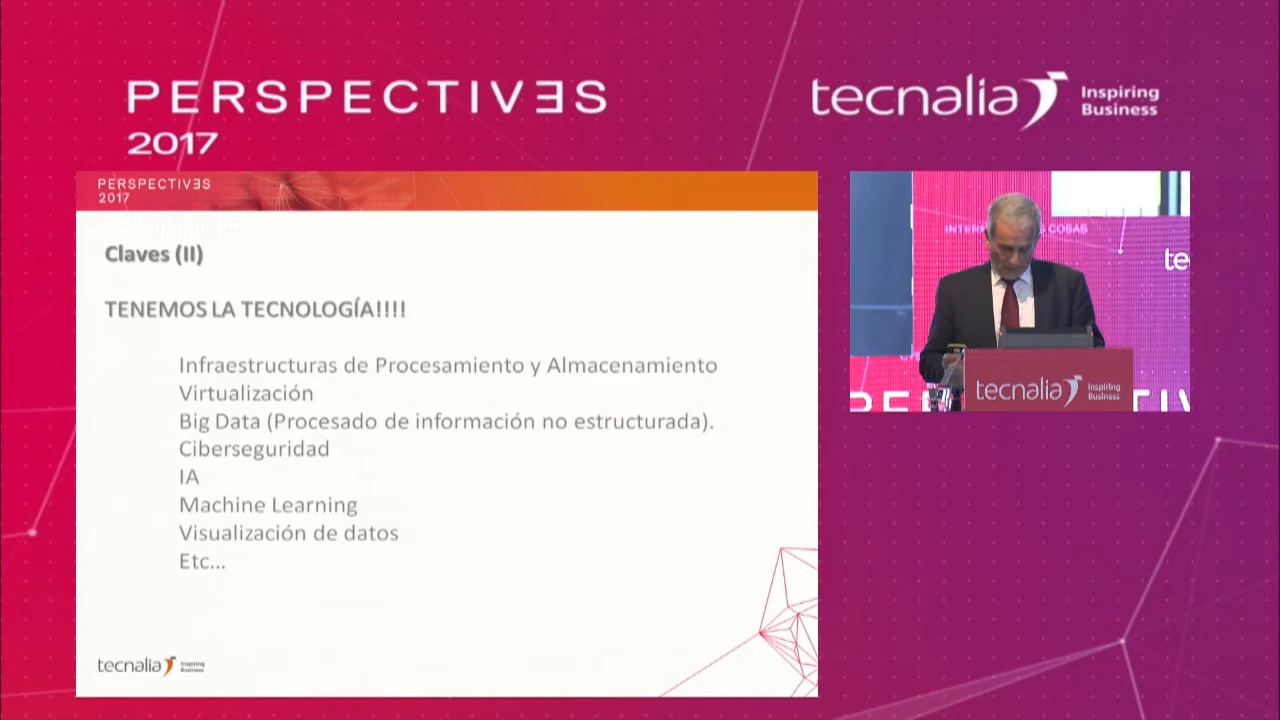 PERSPECTIVES
2017
tecnalia Inspiring
Business
PERSPECTIVES
2017
Claves (II)
TENEMOS LA TECNOLOGÍA!!!!
Infraestructuras de Procesamiento y Almacenamiento
Virtualización
Big Data (Procesado de información no estructurada).
Ciberseguridad
IA
Machine Learning
Visualización de datos
Etc...
tecnalia Inspiring
Business
COSAS
te
tecnalia Inspiring
Business